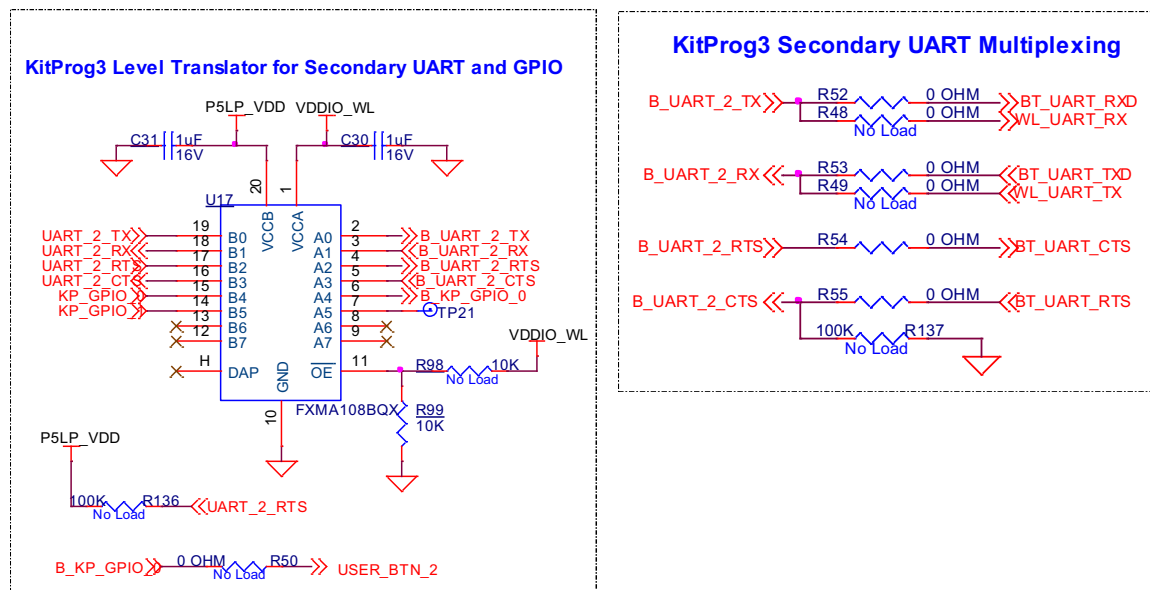 KitProg3 Level Translator for Secondary UART and GPIO
P5LP_VDD
VDDIO_WL
C31
1uF
16V
C30
1uF
16V
20
1
U17
VCCB
VCCA
UART_2_TX
19
B0
A0
2
B_UART_2_TX
UART_2_RX
18
B1
A1
3
B_UART_2_RX
UART_2_RTS
17
B2
A2
4
B_UART_2_RTS
UART_2_CTS
16
B3
A3
5
B_UART_2_CTS
KP_GPIO_0
15
B4
A4
6
B_KP_GPIO_0
KP_GPIO_
14
B5
A5
7
TP21
13
B6
A6
8
12
B7
A7
9
VDDIO_WL
H
DAP
GND
OE
11
R98
10K
No Load
10
FXMA108BQX
R99
10K
P5LP_VDD
100K
R136
No Load
UART_2_RTS
B_KP_GPIO_0
0 OHM
R50
No Load
USER_BTN_2
KitProg3 Secondary UART Multiplexing
B_UART_2_TX
R52
0 OHM
BT_UART_RXD
R48
0 OHM
WL_UART_RX
No Load
B_UART_2_RX
R53
0 OHM
BT_UART_TXD
R49
0 OHM
WL_UART_TX
No Load
B_UART_2_RTS
R54
0 OHM
BT_UART_CTS
B_UART_2_CTS
R55
0 OHM
BT_UART_RTS
100K
R137
No Load